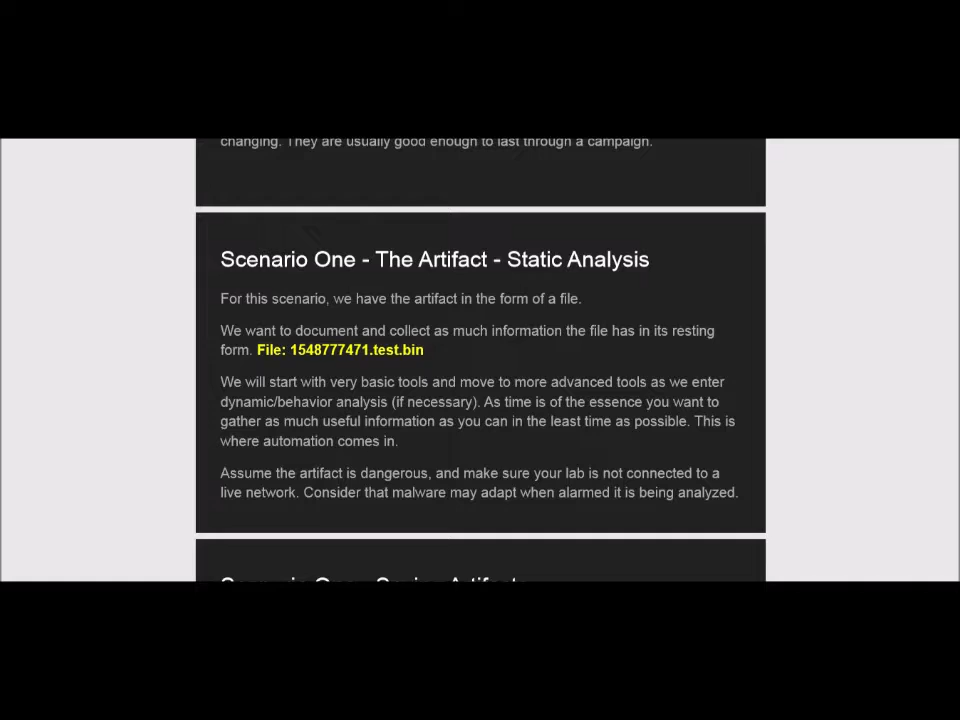 changing. They are usually good enough to last through a campaign.
Scenario One - The Artifact - Static Analysis
For this scenario, we have the artifact in the form of a file.
We want to document and collect as much information the file has in its resting
form. File: 1548777471.test.bin
We will start with very basic tools and move to more advanced tools as we enter
dynamic/behavior analysis (if necessary). As time is of the essence you want to
gather as much useful information as you can in the least time as possible. This is
where automation comes in.
Assume the artifact is dangerous, and make sure your lab is not connected to a
live network. Consider that malware may adapt when alarmed it is being analyzed.